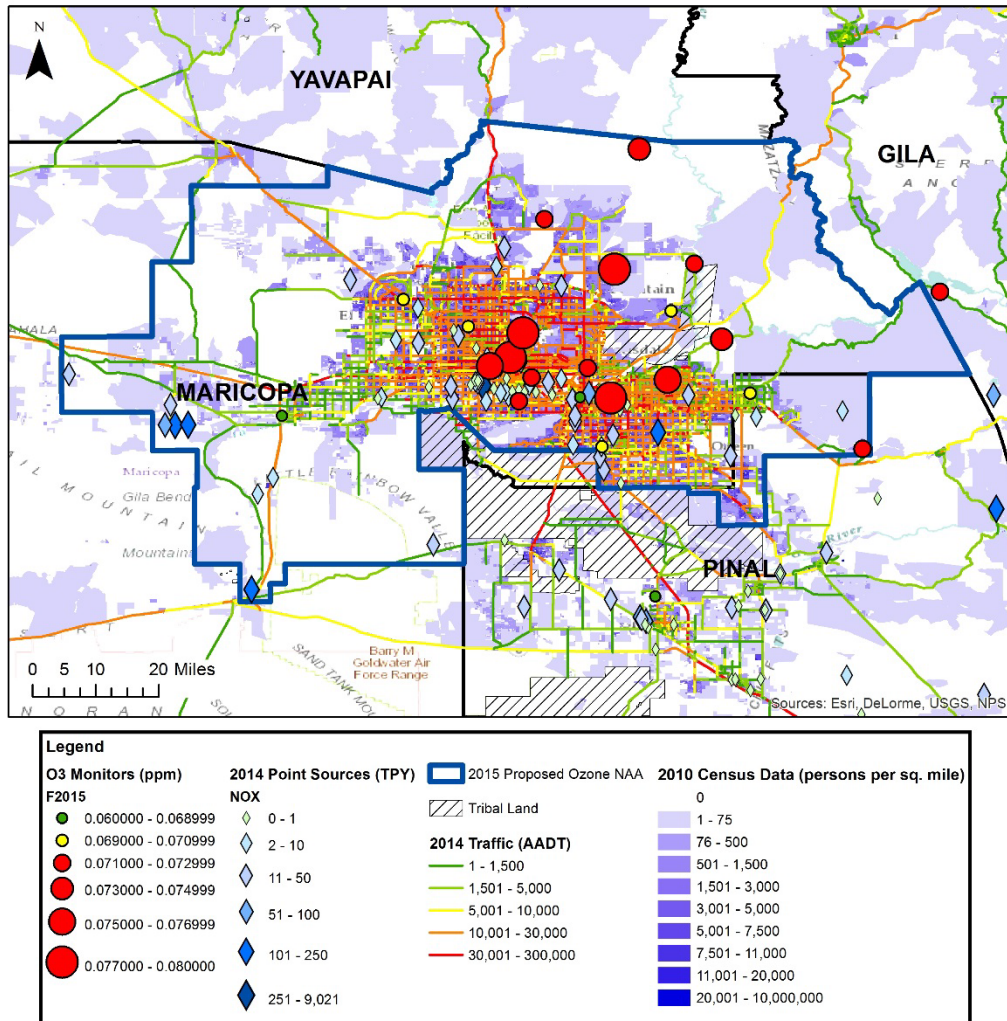 N
YAVAPAI
GILA
MARICOPA
Maricopa
Gila Bend
Mountains
MOUNTAIN
PINAL
River
Barry M
Goldwater Air
Force Range
0 5 10 20 Miles
Sources: Esri, DeLorme, USGS, NPS
Legend
O3 Monitors (ppm)
F2015
0.060000 - 0.068999
0.069000 - 0.070999
0.071000 - 0.072999
0.073000 - 0.074999
0.075000 - 0.076999
0.077000 - 0.080000
2014 Point Sources (TPY)
NOX
0 - 1
2 - 10
11 - 50
51 - 100
101 - 250
251 - 9,021
2015 Proposed Ozone NAA
Tribal Land
2014 Traffic (AADT)
1 - 1,500
1,501 - 5,000
5,001 - 10,000
10,001 - 30,000
30,001 - 300,000
2010 Census Data (persons per sq. mile)
0
1 - 75
76 - 500
501 - 1,500
1,501 - 3,000
3,001 - 5,000
5,001 - 7,500
7,501 - 11,000
11,001 - 20,000
20,001 - 10,000,000